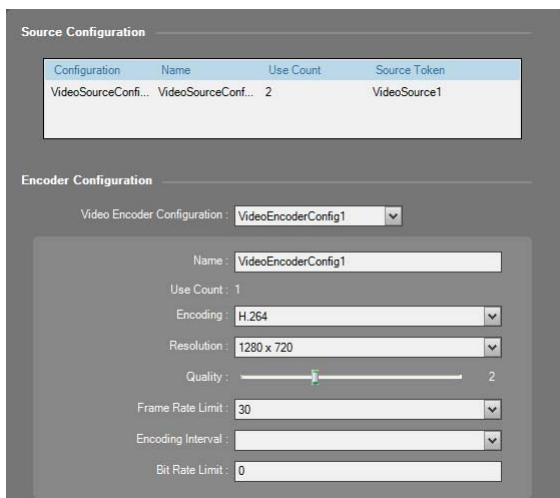 Source Configuration
Configuration Name Use Count Source Token
VideoSourceConfi... VideoSourceConf... 2 VideoSource1
Encoder Configuration
Video Encoder Configuration : VideoEncoderConfig1
Name : VideoEncoderConfig1
Use Count : 1
Encoding : H.264
Resolution : 1280 x 720
Quality : 2
Frame Rate Limit : 30
Encoding Interval :
Bit Rate Limit : 0